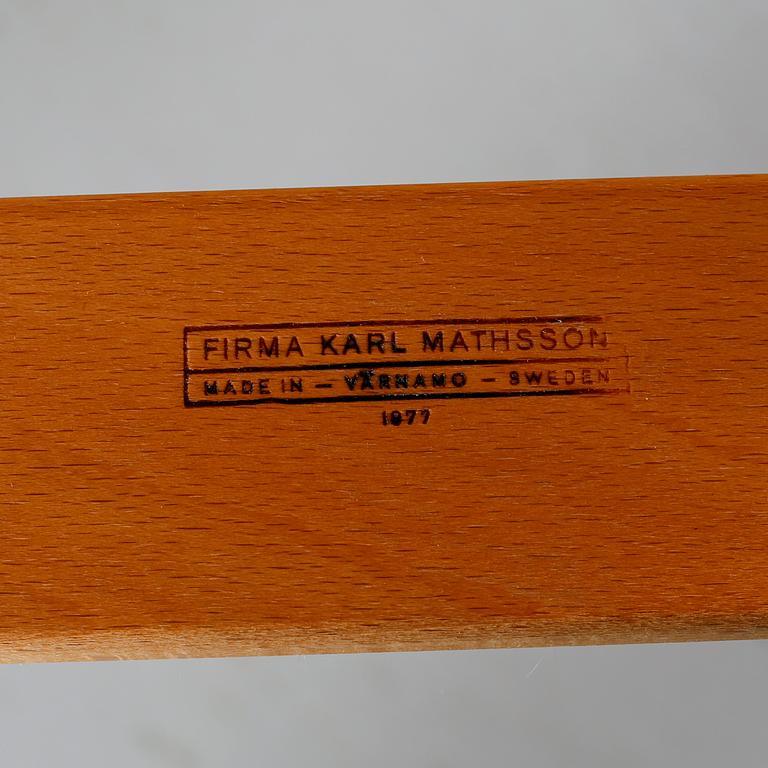 FIRMA KARL MATHSSON
MADE IN — VÄRNAMO — SWEDEN
1977